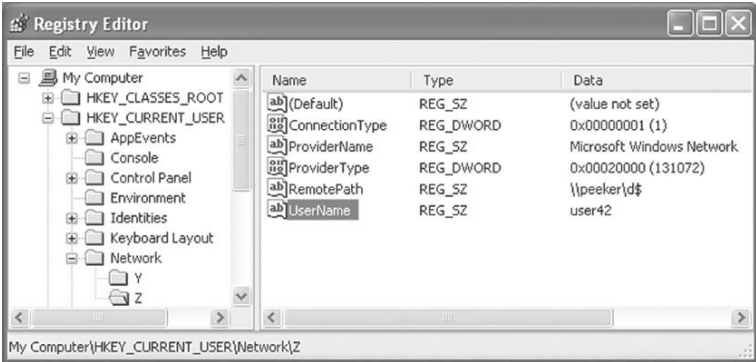 Registry Editor
File Edit View Favorites Help
My Computer
HKEY_CLASSES_ROOT
HKEY_CURRENT_USER
AppEvents
Console
Control Panel
Environment
Identities
Keyboard Layout
Network
Y
Z
Name Type Data
(Default) REG_SZ (value not set)
ConnectionType REG_DWORD 0x00000001 (1)
ProviderName REG_SZ Microsoft Windows Network
ProviderType REG_DWORD 0x00020000 (131072)
RemotePath REG_SZ \\peeker\d$
UserName REG_SZ user42
My Computer\HKEY_CURRENT_USER\Network\Z